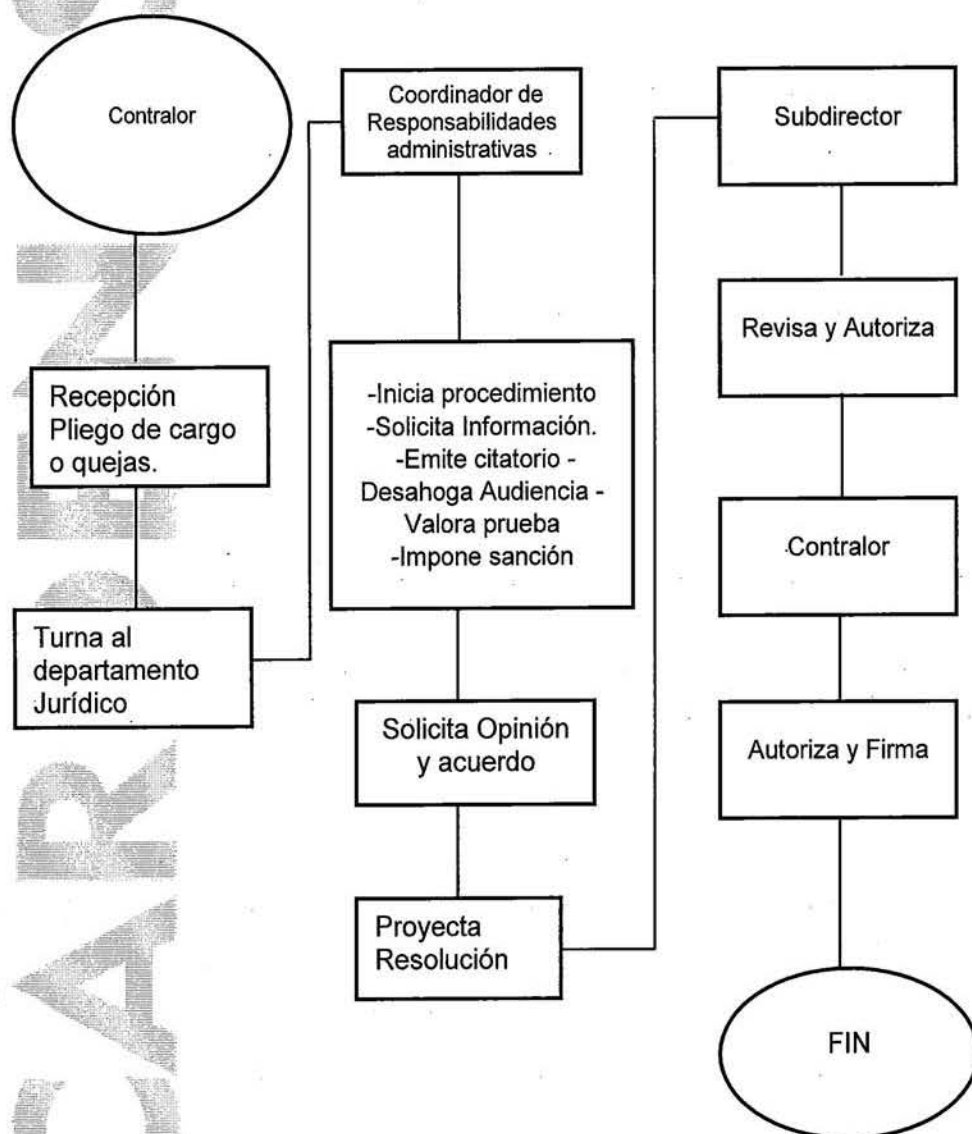 Contralor
Recepción
Pliego de cargo
o quejas.
Turna al
departamento
Jurídico
Coordinador de
Responsabilidades
administrativas
-Inicia procedimiento
-Solicita Información.
-Emite citatorio -
Desahoga Audiencia -
Valora prueba
-Impone sanción
Solicita Opinión
y acuerdo
Proyecta
Resolución
Subdirector
Revisa y Autoriza
Contralor
Autoriza y Firma
FIN